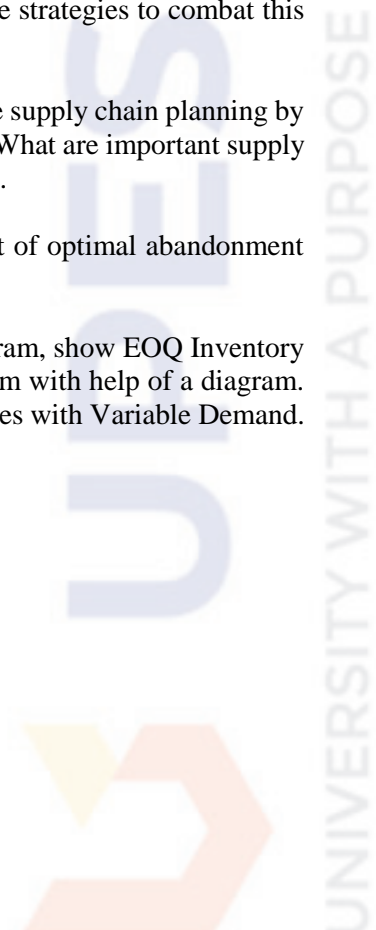 e strategies to combat this
e supply chain planning by
What are important supply
.
t of optimal abandonment
ram, show EOQ Inventory
m with help of a diagram.
es with Variable Demand.
UPES
UNIVERSITY WITH A PURPOSE